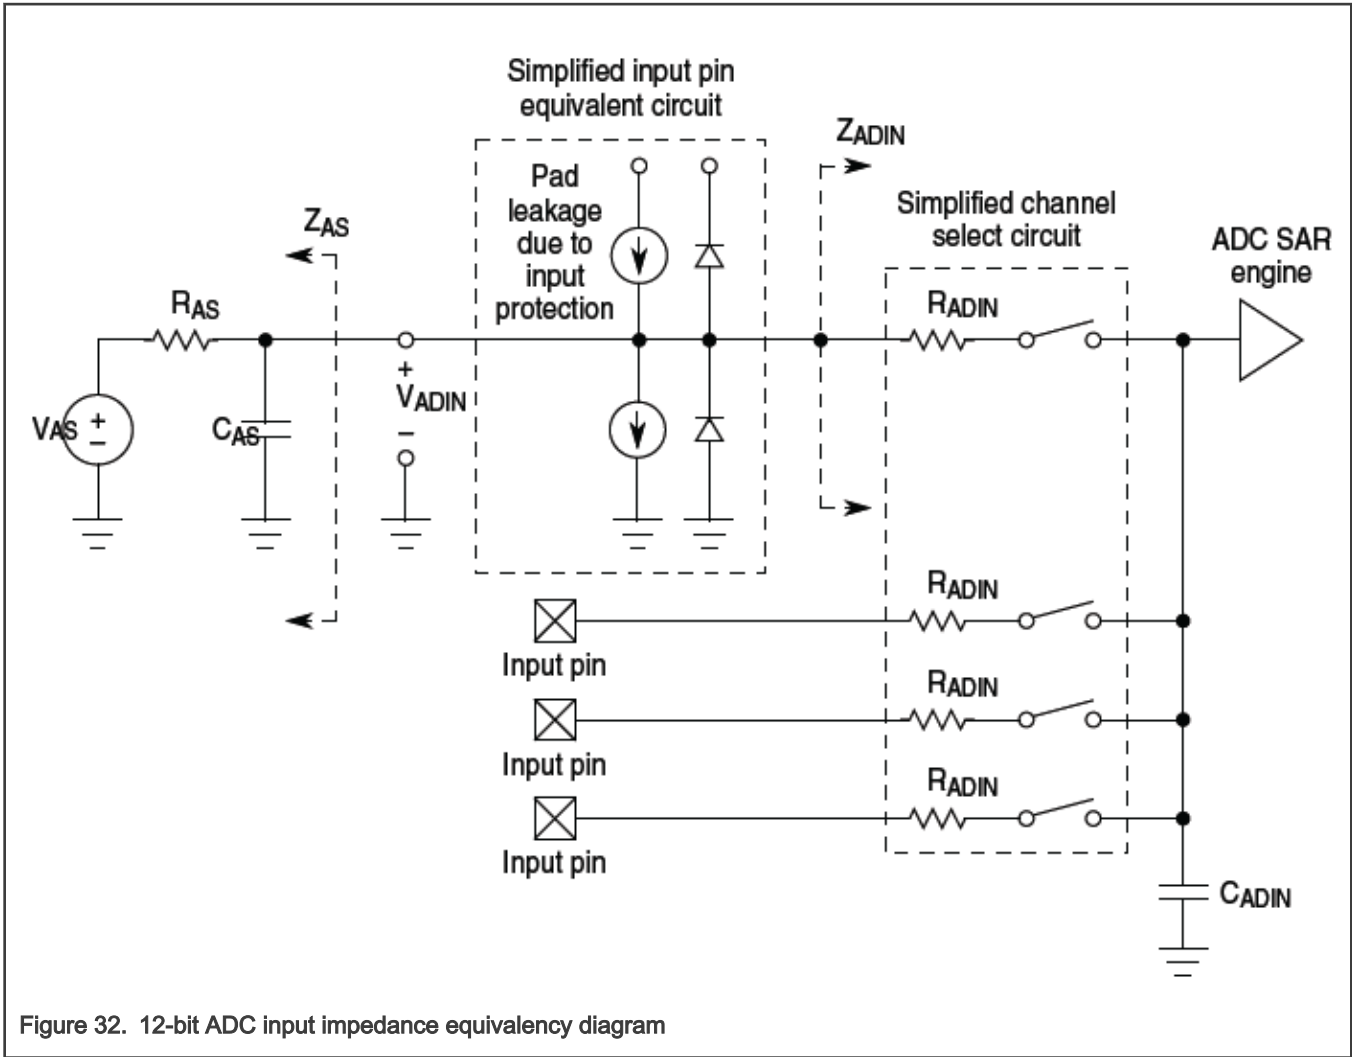 Simplified input pin
equivalent circuit
ZADIN
Pad
leakage
due to
input
protection
Simplified channel
select circuit
ZAS
ADC SAR
engine
RAS
RADIN
+
VADIN
−
VAS
+
−
CAS
RADIN
Input pin
RADIN
Input pin
RADIN
Input pin
CADIN
Figure 32. 12-bit ADC input impedance equivalency diagram